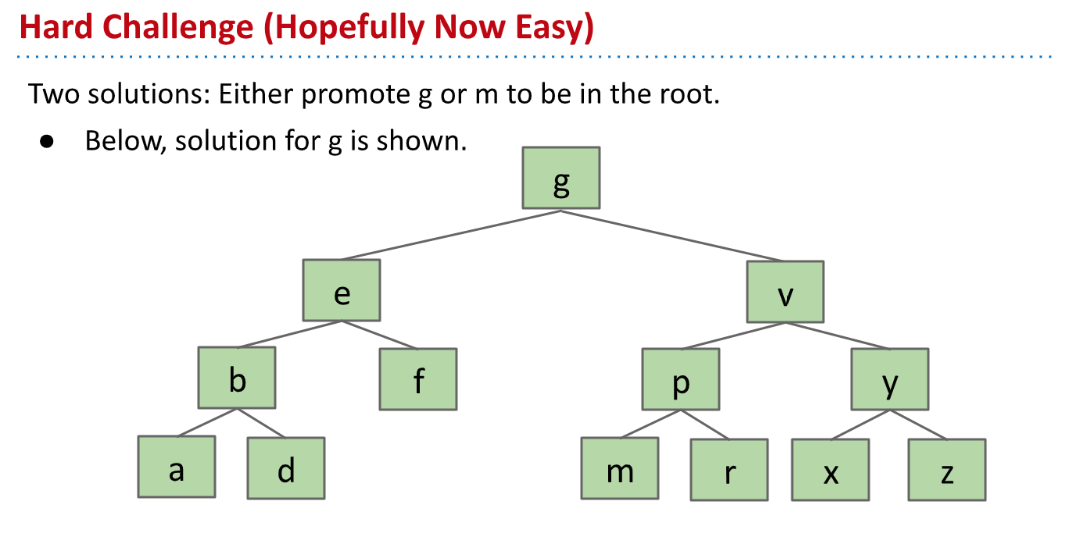 Hard Challenge (Hopefully Now Easy)
Two solutions: Either promote g or m to be in the root.
● Below, solution for g is shown.
g
e
v
b
f
p
y
a
d
m
r
x
z